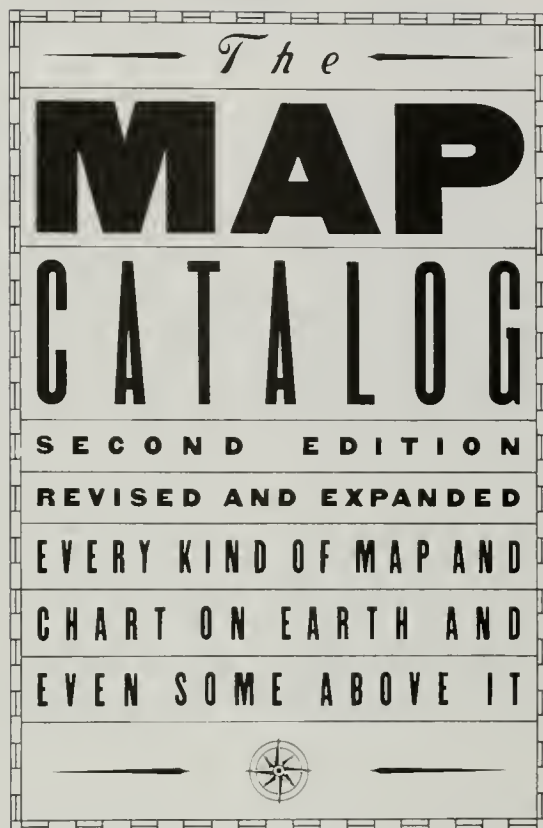 The
MAP
CATALOG
SECOND EDITION
REVISED AND EXPANDED
EVERY KIND OF MAP AND
CHART ON EARTH AND
EVEN SOME ABOVE IT